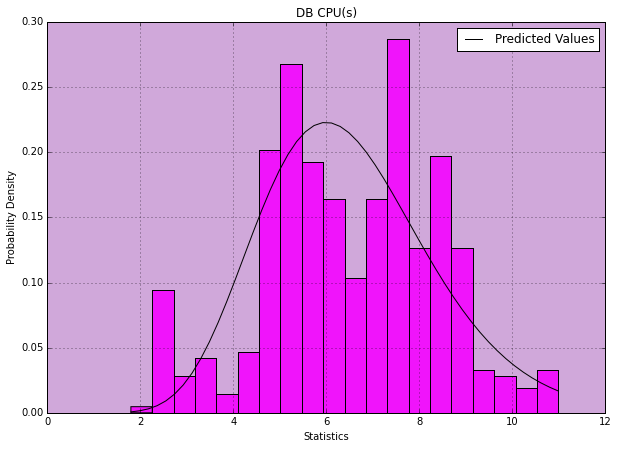 DB CPU(s)
Predicted Values
Probability Density
0.30
0.25
0.20
0.15
0.10
0.05
0.00
0 2 4 6 8 10 12
Statistics